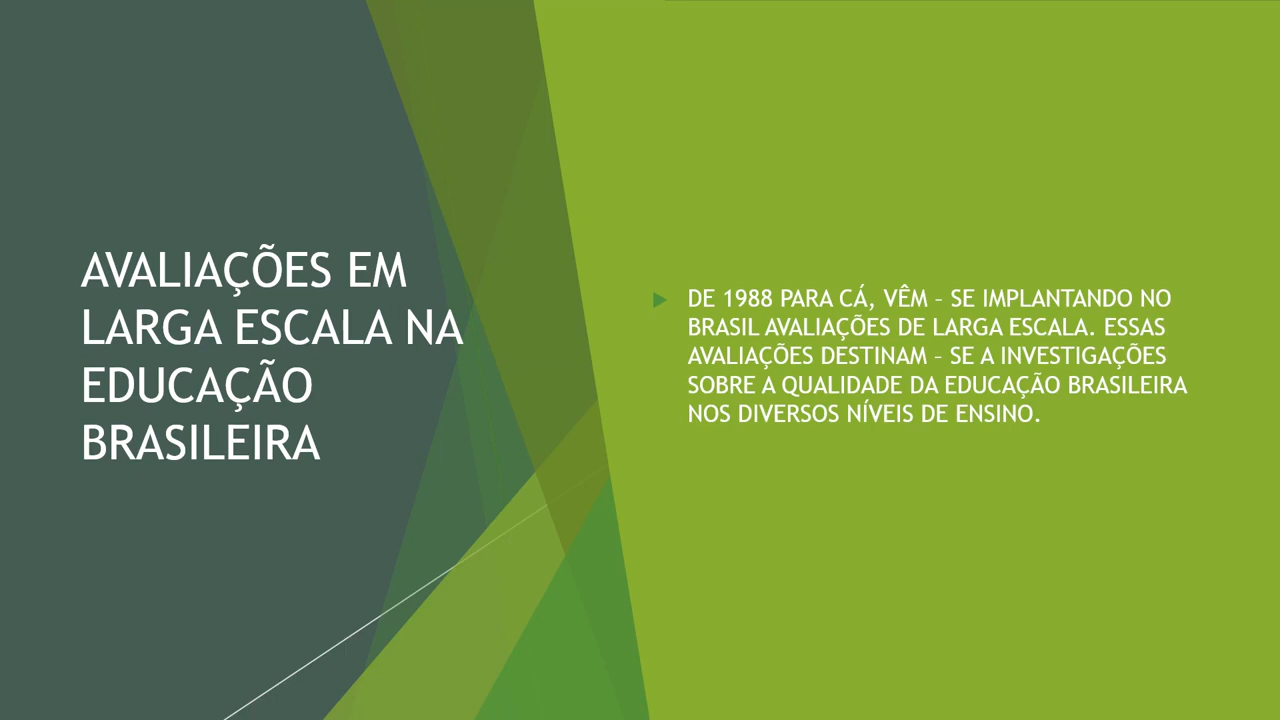 AVALIAÇÕES EM
LARGA ESCALA NA
EDUCAÇÃO
BRASILEIRA
DE 1988 PARA CÁ, VÊM – SE IMPLANTANDO NO
BRASIL AVALIAÇÕES DE LARGA ESCALA. ESSAS
AVALIAÇÕES DESTINAM – SE A INVESTIGAÇÕES
SOBRE A QUALIDADE DA EDUCAÇÃO BRASILEIRA
NOS DIVERSOS NÍVEIS DE ENSINO.